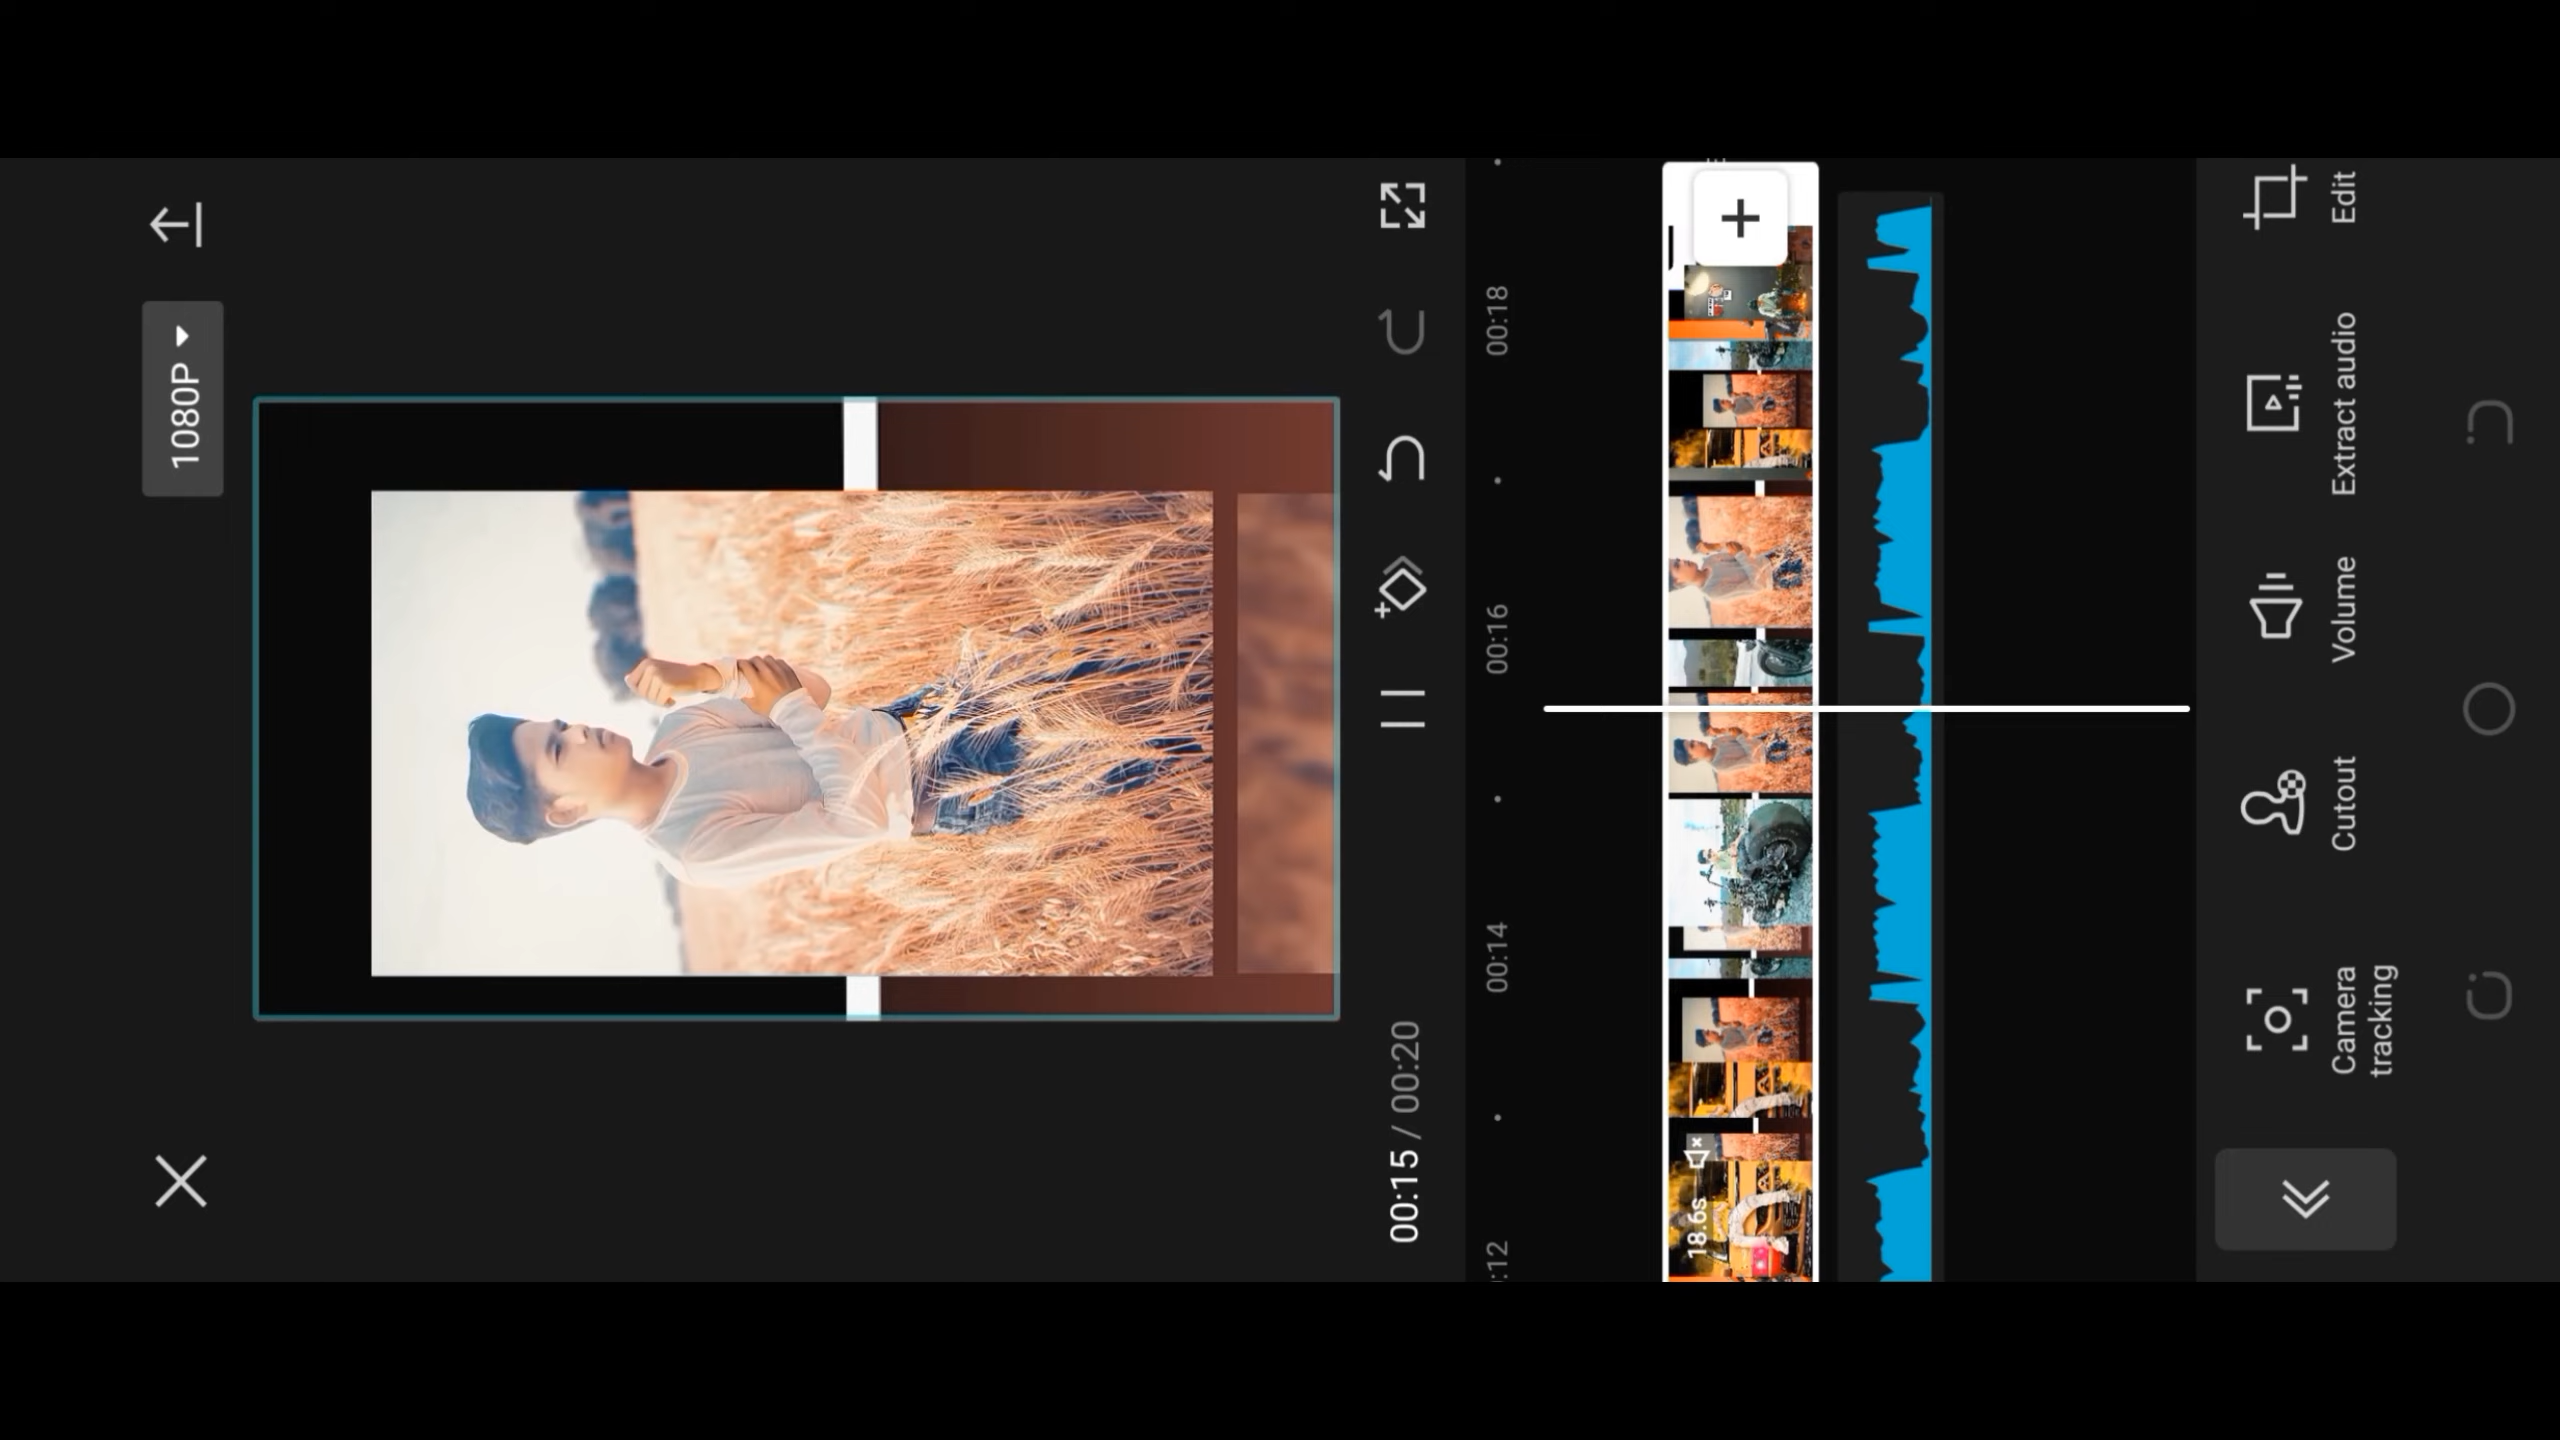 1080P
00:15 / 00:20
:12
00:14
00:16
00:18
18.6s
Camera
tracking
Cutout
Volume
Extract audio
Edit